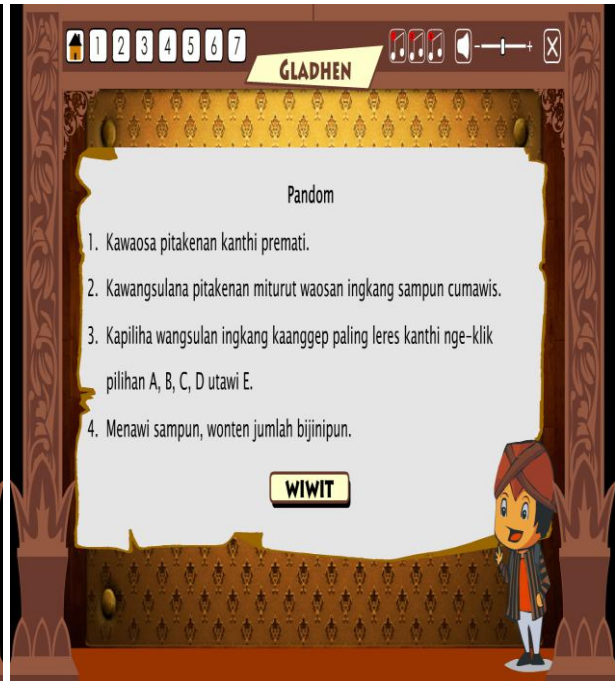 1 2 3 4 5 6 7
GLADHEN
- +
X
Pandom
1. Kawaosa pitakenan kanthi premati.
2. Kawangsulana pitakenan miturut waosan ingkang sampun cumawis.
3. Kapiliha wangsulan ingkang kaanggep paling leres kanthi nge-klik
pilihan A, B, C, D utawi E.
4. Menawi sampun, wonten jumlah bijinipun.
WIWIT